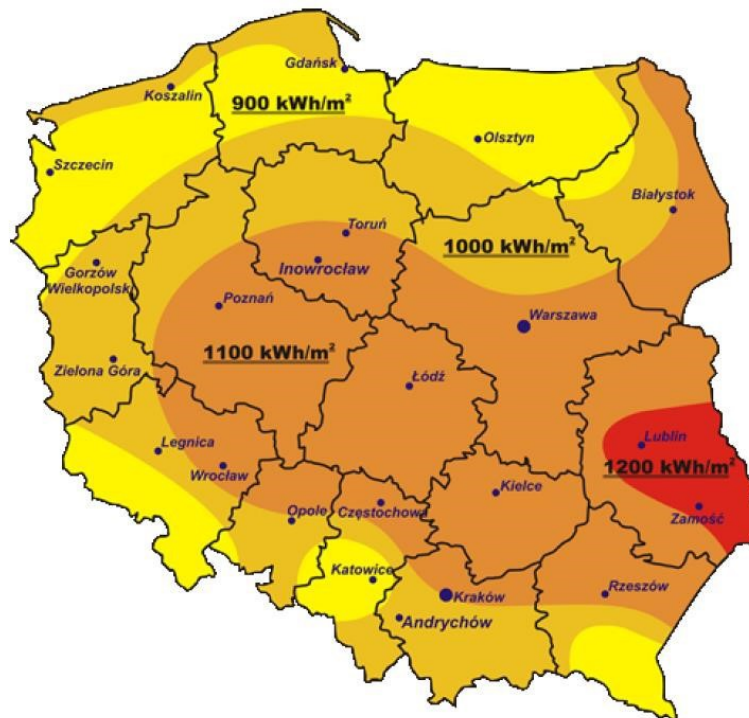 Gdańsk
Koszalin
900 kWh/m²
Olsztyn
Szczecin
Białystok
Toruń
1000 kWh/m²
Inowrocław
Gorzów
Wielkopolski
Poznań
Warszawa
1100 kWh/m²
Zielona Góra
Łódź
Legnica
Lublin
Wrocław
1200 kWh/m²
Kielce
Opole
Częstochowa
Zamość
Katowice
Kraków
Rzeszów
Andrychów